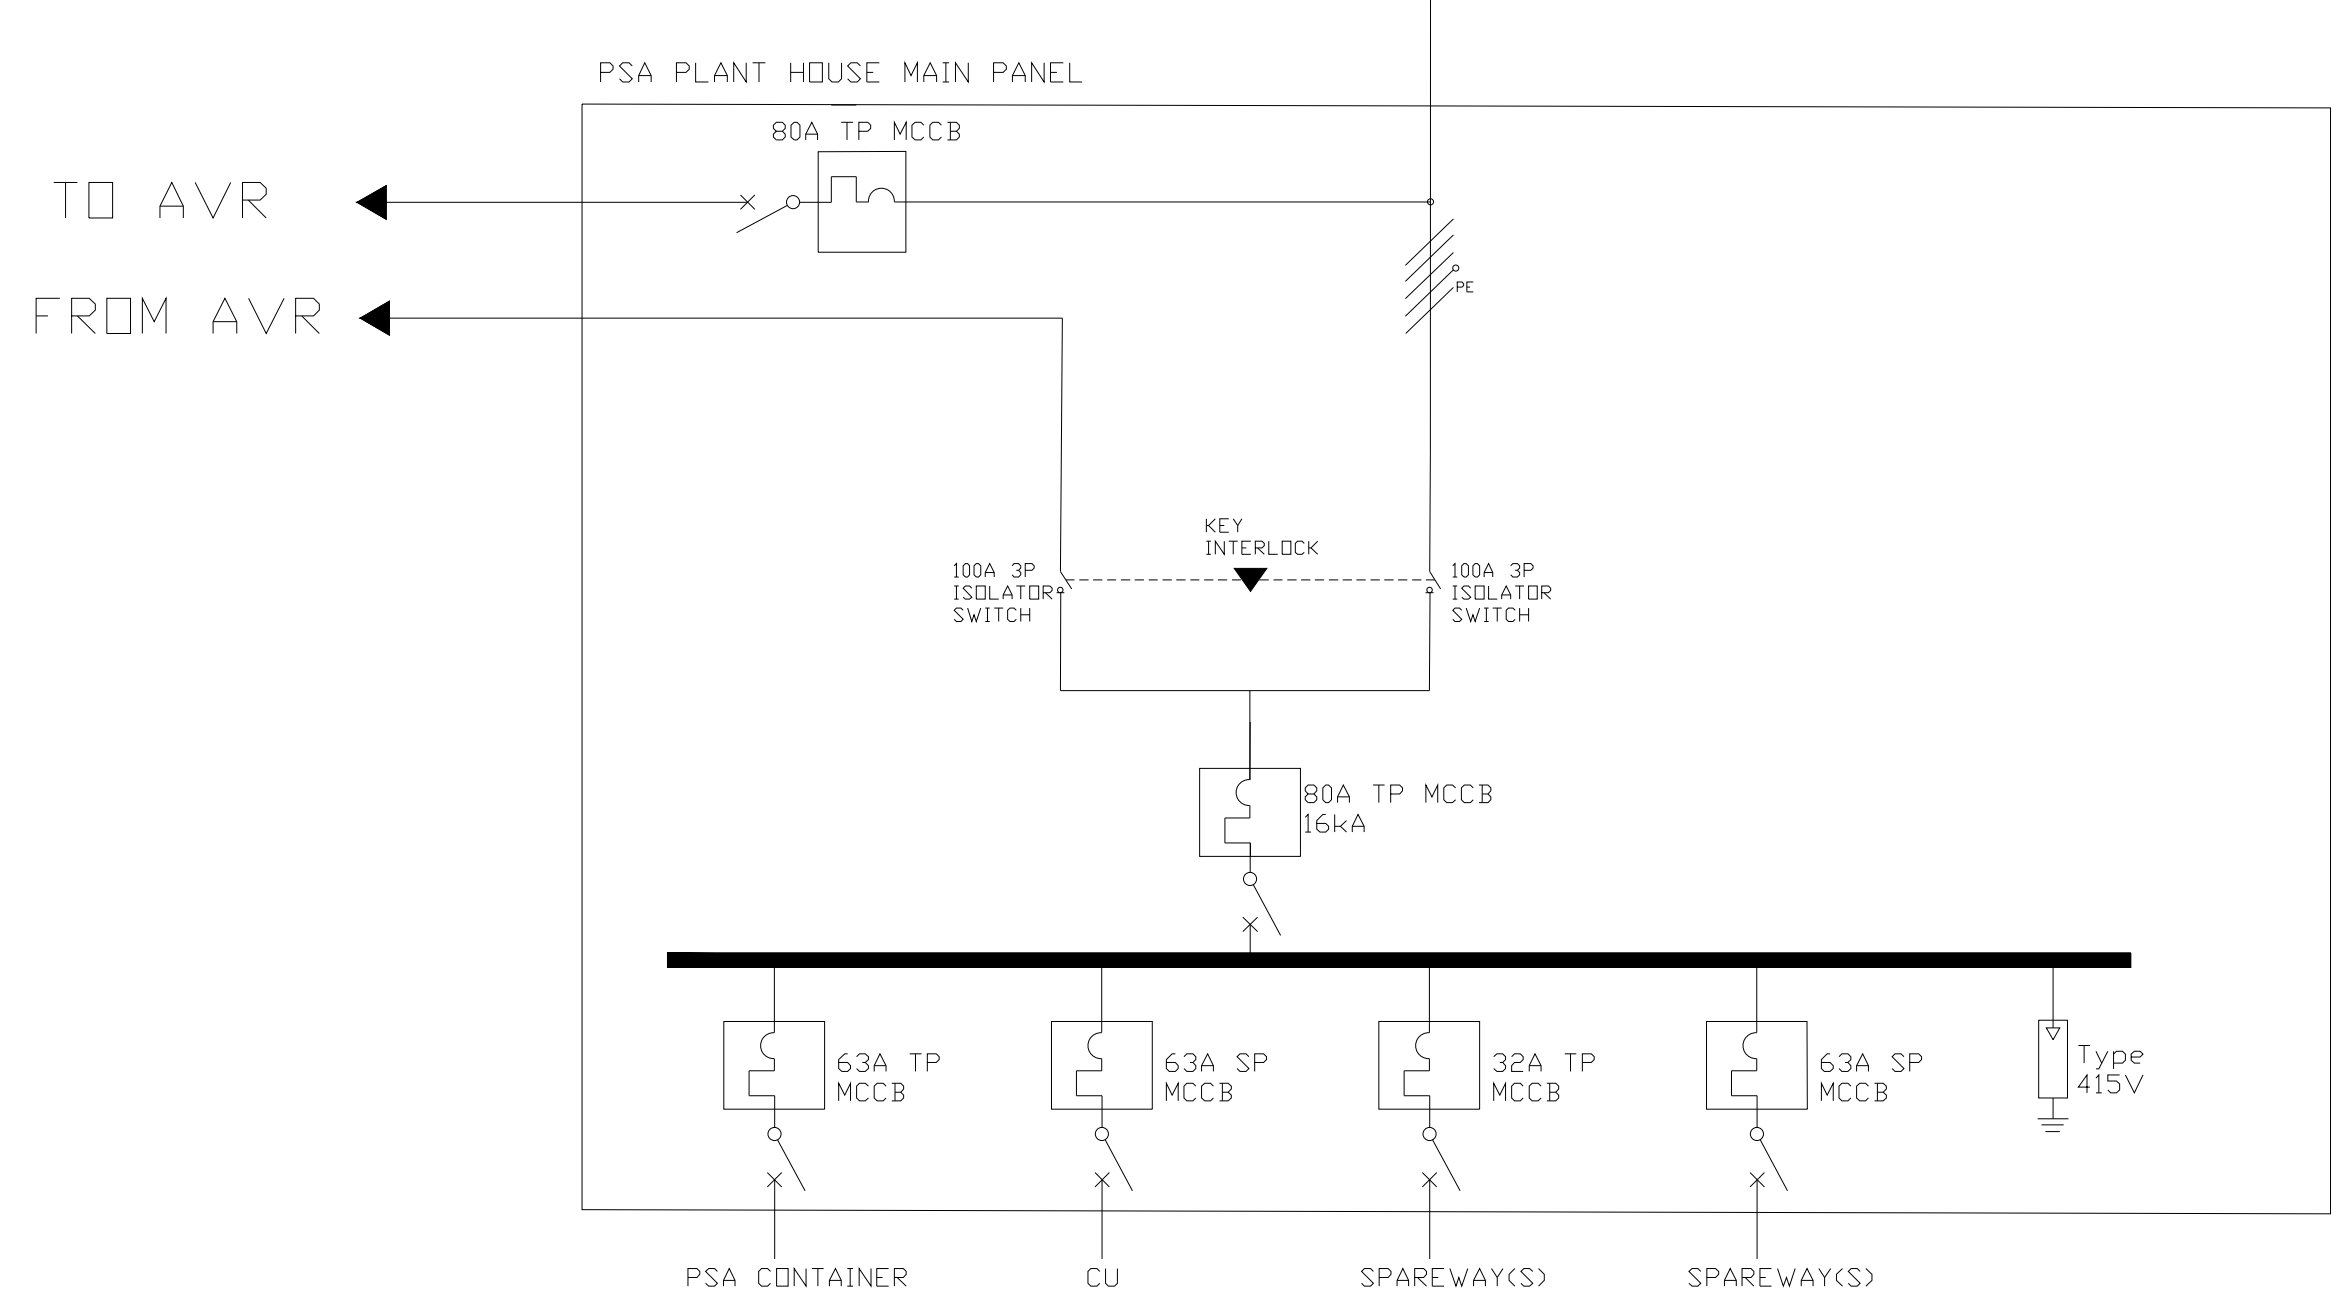 PSA PLANT HOUSE MAIN PANEL
80A TP MCCB
TO AVR
FROM AVR
PE
KEY
INTERLOCK
100A 3P
ISOLATOR
SWITCH
100A 3P
ISOLATOR
SWITCH
80A TP MCCB
16kA
63A TP
MCCB
63A SP
MCCB
32A TP
MCCB
63A SP
MCCB
Type
415V
PSA CONTAINER
CU
SPAREWAY(S)
SPAREWAY(S)